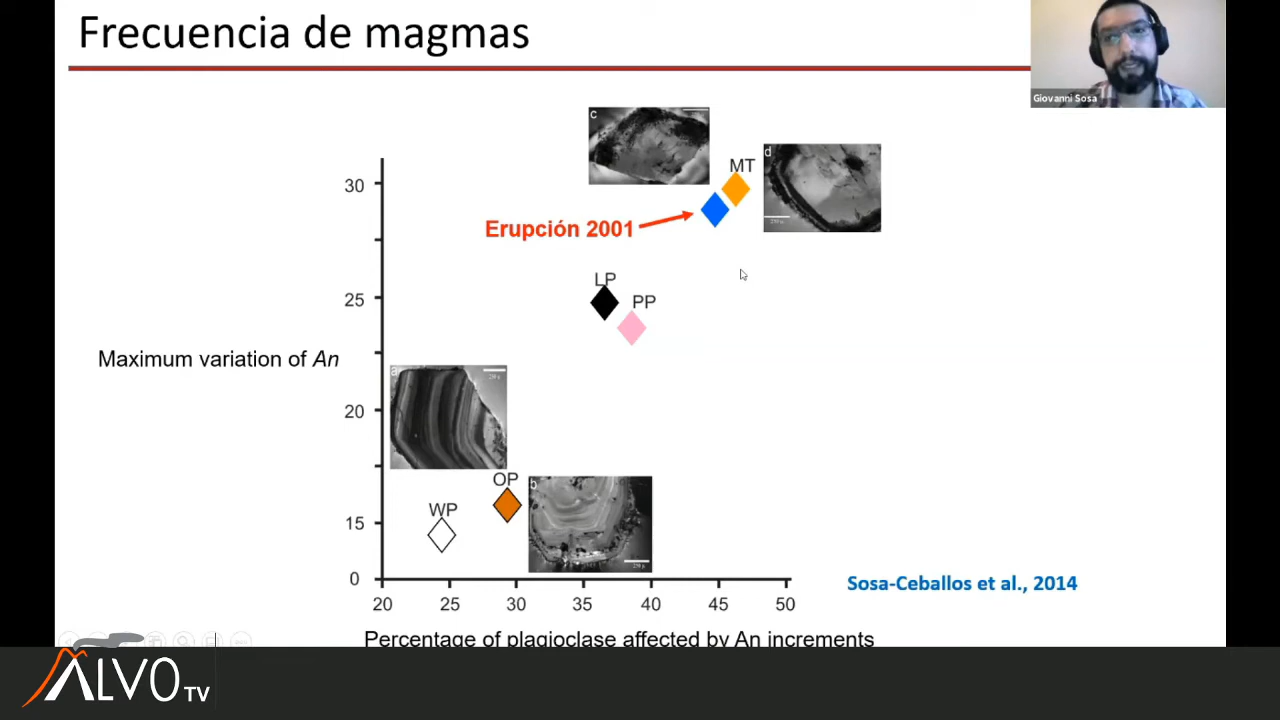 Frecuencia de magmas
Giovanni Sosa
c
MT
d
30
Erupción 2001
LP
25
PP
Maximum variation of An
a
20
OP
b
WP
15
0
20 25 30 35 40 45 50
Sosa-Ceballos et al., 2014
Percentage of plagioclase affected by An increments
ALVO TV